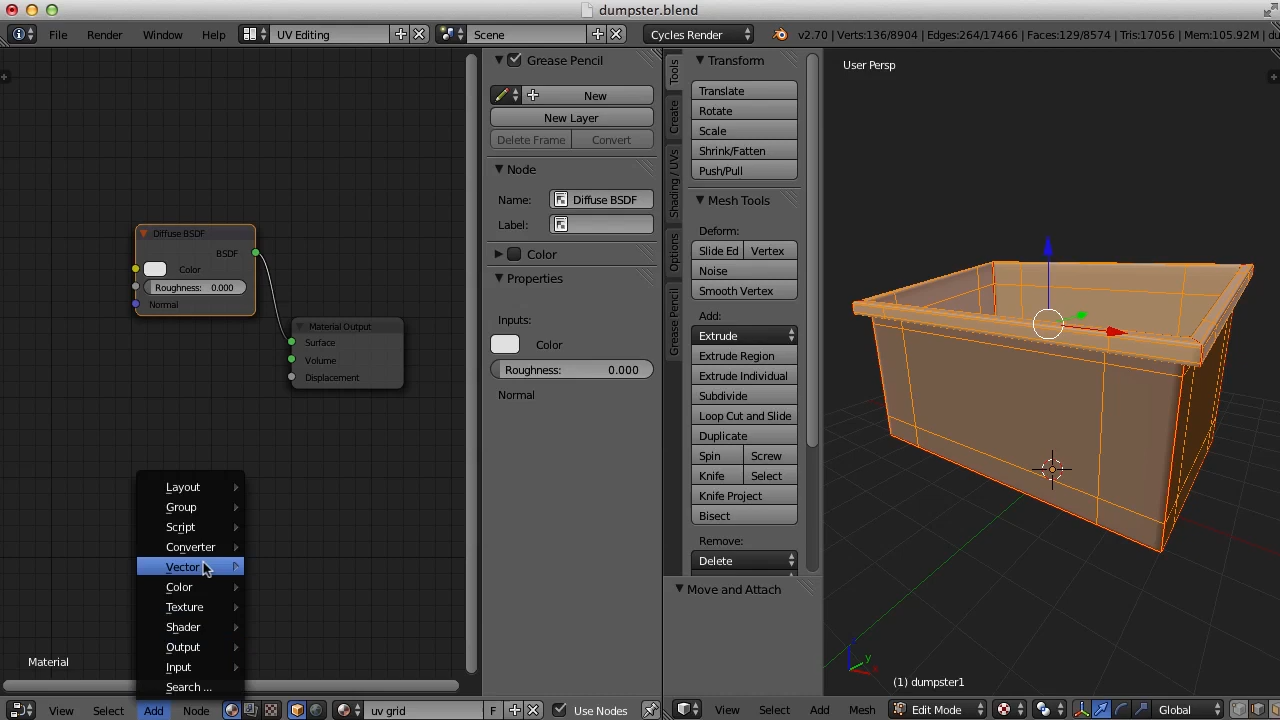 dumpster.blend
File Render Window Help UV Editing Scene Cycles Render v2.70 | Verts:136/8904 | Edges:264/17466 | Faces:129/8574 | Tris:17056 | Mem:105.92M | du
Diffuse BSDF
BSDF
Color
Roughness: 0.000
Normal
Material Output
Surface
Volume
Displacement
Layout
Group
Script
Converter
Vector
Color
Texture
Shader
Output
Input
Search ...
Material
View Select Add Node uv grid F Use Nodes
Grease Pencil
New
New Layer
Delete Frame Convert
Node
Name: Diffuse BSDF
Label:
Color
Properties
Inputs:
Color
Roughness: 0.000
Normal
Tools
Create
Shading / UVs
Options
Grease Pencil
Transform
Translate
Rotate
Scale
Shrink/Fatten
Push/Pull
Mesh Tools
Deform:
Slide Ed Vertex
Noise
Smooth Vertex
Add:
Extrude
Extrude Region
Extrude Individual
Subdivide
Loop Cut and Slide
Duplicate
Spin Screw
Knife Select
Knife Project
Bisect
Remove:
Delete
Move and Attach
User Persp
z
y
x
(1) dumpster1
View Select Add Mesh Edit Mode Global